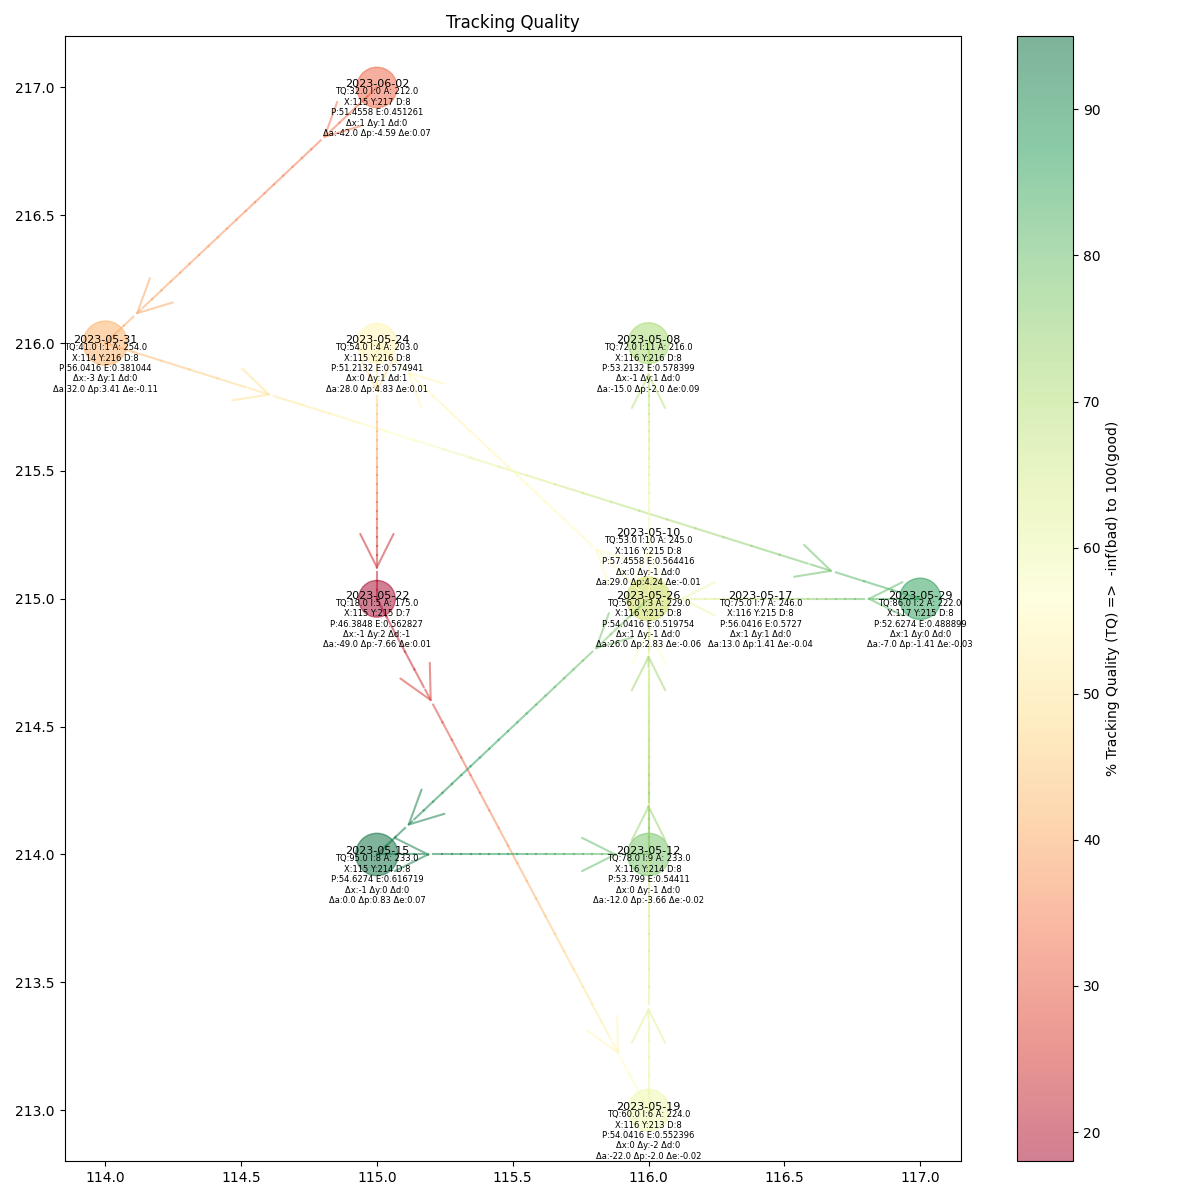 Tracking Quality
217.0
216.5
216.0
215.5
215.0
214.5
214.0
213.5
213.0
2023-06-02
TQ:32.0 I:0 A: 212.0
X:115 Y:217 D:8
P:51.4558 E:0.451261
Δx:1 Δy:1 Δd:0
Δa:-42.0 Δp:-4.59 Δe:0.07
2023-05-31
TQ:41.0 I:1 A: 254.0
X:114 Y:216 D:8
P:56.0416 E:0.381044
Δx:-3 Δy:1 Δd:0
Δa:32.0 Δp:3.41 Δe:-0.11
2023-05-24
TQ:54.0 I:4 A: 203.0
X:115 Y:216 D:8
P:51.2132 E:0.574941
Δx:0 Δy:1 Δd:1
Δa:28.0 Δp:4.83 Δe:0.01
2023-05-08
TQ:72.0 I:11 A: 216.0
X:116 Y:216 D:8
P:53.2132 E:0.578399
Δx:-1 Δy:1 Δd:0
Δa:-15.0 Δp:-2.0 Δe:0.09
2023-05-10
TQ:53.0 I:10 A: 245.0
X:116 Y:215 D:8
P:57.4558 E:0.564416
Δx:0 Δy:-1 Δd:0
Δa:29.0 Δp:4.24 Δe:-0.01
2023-05-22
TQ:18.0 I:5 A: 175.0
X:115 Y:215 D:7
P:46.3848 E:0.562827
Δx:-1 Δy:2 Δd:-1
Δa:-49.0 Δp:-7.66 Δe:0.01
2023-05-26
TQ:56.0 I:3 A: 229.0
X:116 Y:215 D:8
P:54.0416 E:0.519754
Δx:1 Δy:-1 Δd:0
Δa:26.0 Δp:2.83 Δe:-0.06
2023-05-17
TQ:75.0 I:7 A: 246.0
X:116 Y:215 D:8
P:56.0416 E:0.5727
Δx:1 Δy:1 Δd:0
Δa:13.0 Δp:1.41 Δe:-0.04
2023-05-29
TQ:86.0 I:2 A: 222.0
X:117 Y:215 D:8
P:52.6274 E:0.488899
Δx:1 Δy:0 Δd:0
Δa:-7.0 Δp:-1.41 Δe:-0.03
2023-05-15
TQ:95.0 I:8 A: 233.0
X:115 Y:214 D:8
P:54.6274 E:0.616719
Δx:-1 Δy:0 Δd:0
Δa:0.0 Δp:0.83 Δe:0.07
2023-05-12
TQ:78.0 I:9 A: 233.0
X:116 Y:214 D:8
P:53.799 E:0.54411
Δx:0 Δy:-1 Δd:0
Δa:-12.0 Δp:-3.66 Δe:-0.02
2023-05-19
TQ:60.0 I:6 A: 224.0
X:116 Y:213 D:8
P:54.0416 E:0.552396
Δx:0 Δy:-2 Δd:0
Δa:-22.0 Δp:-2.0 Δe:-0.02
114.0
114.5
115.0
115.5
116.0
116.5
117.0
90
80
70
60
50
40
30
20
% Tracking Quality (TQ) => -inf(bad) to 100(good)